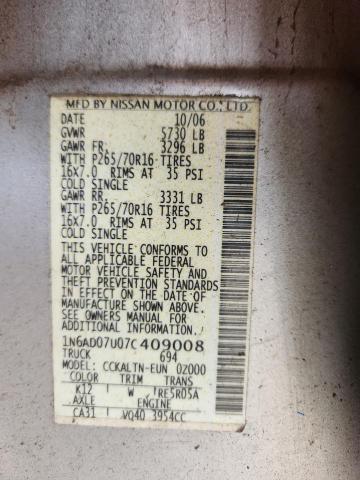 MFD BY NISSAN MOTOR CO., LTD.
DATE 10/06
GVWR 5730 LB
GAWR FR. 3296 LB
WITH P265/70R16 TIRES
16X7.0 RIMS AT 35 PSI
COLD SINGLE
GAWR RR. 3331 LB
WITH P265/70R16 TIRES
16X7.0 RIMS AT 35 PSI
COLD SINGLE
THIS VEHICLE CONFORMS TO
ALL APPLICABLE FEDERAL
MOTOR VEHICLE SAFETY AND
THEFT PREVENTION STANDARDS
IN EFFECT ON THE DATE OF
MANUFACTURE SHOWN ABOVE.
SEE OWNERS MANUAL FOR
ADDITIONAL INFORMATION.
1N6AD07U07C409008
TRUCK 694
MODEL: CCKALTN-EUN 02000
COLOR TRIM TRANS
K12 W RE5R05A
AXLE ENGINE
CA31 VQ40 3954CC